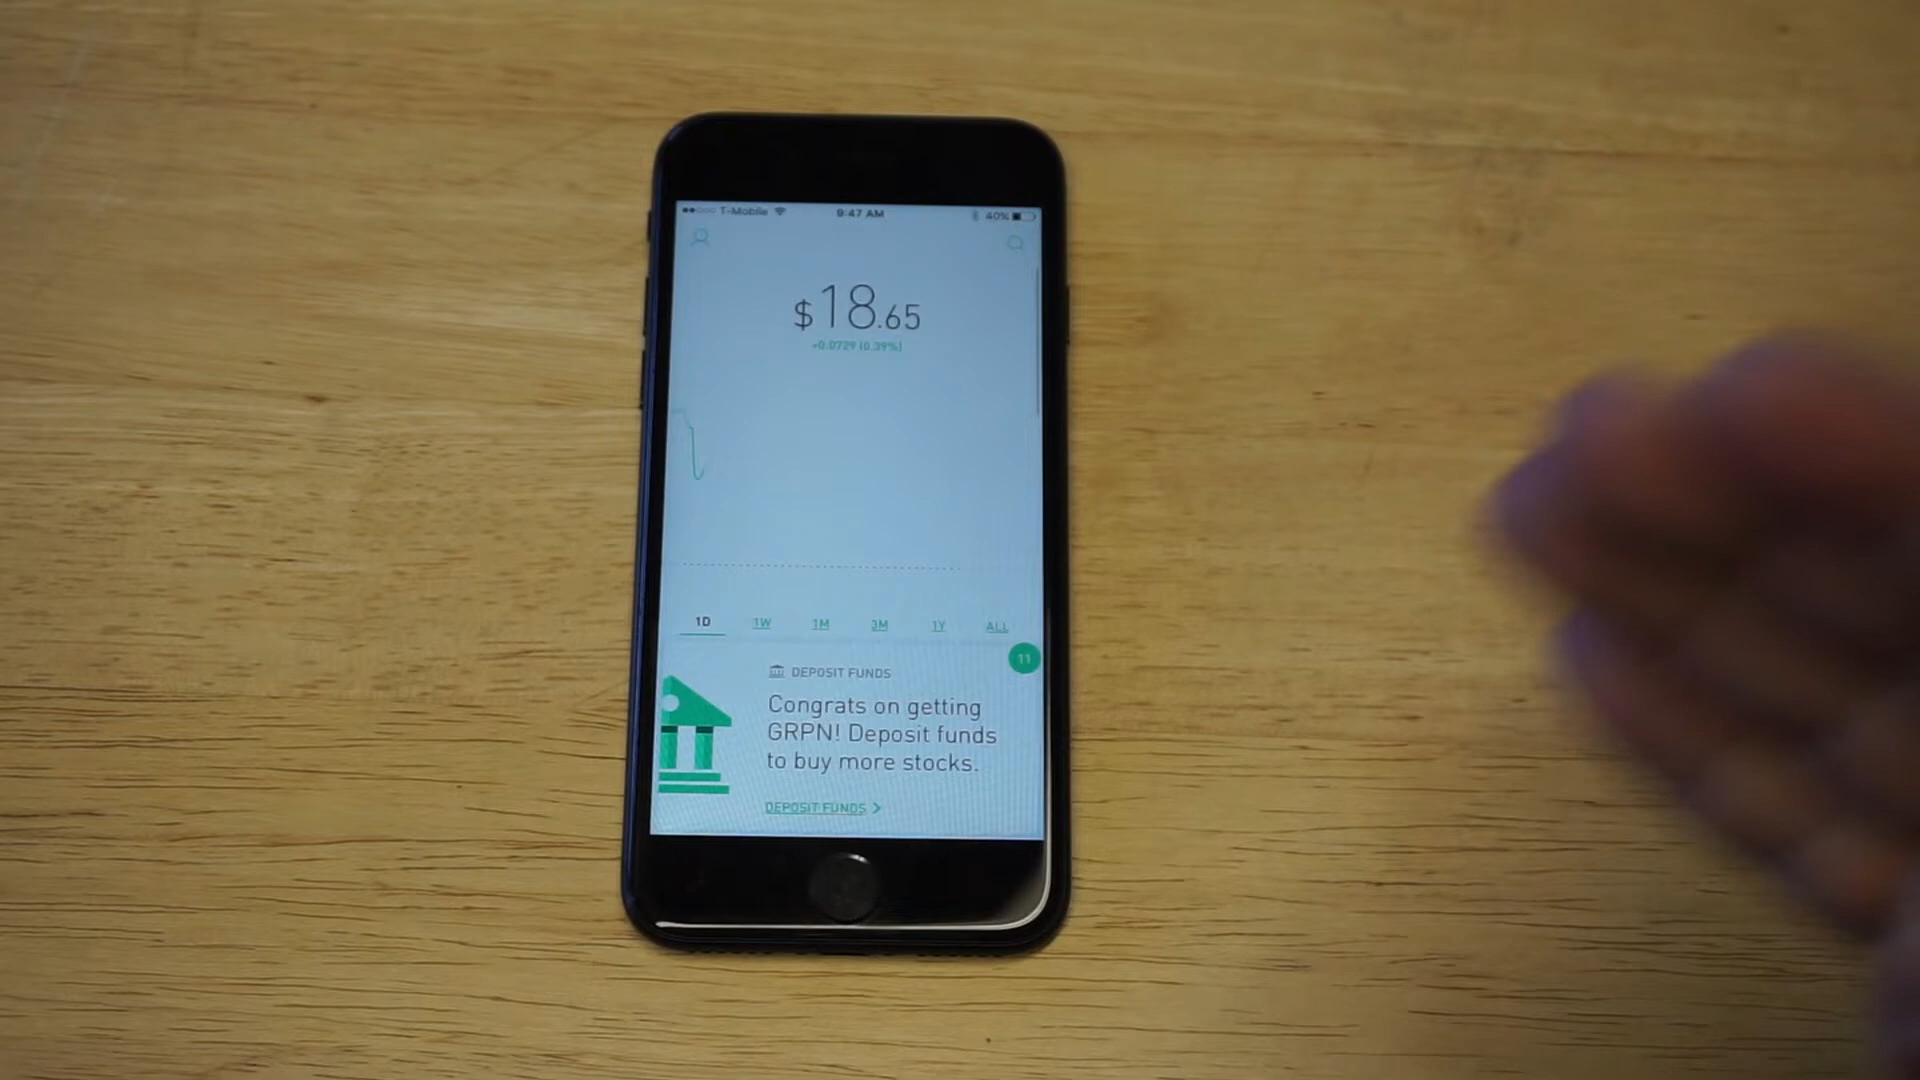 T-Mobile 9:47 AM 40%
$18.65
+0.0729 (0.39%)
1D 1W 1M 3M 1Y ALL
11
DEPOSIT FUNDS
Congrats on getting
GRPN! Deposit funds
to buy more stocks.
DEPOSIT FUNDS >